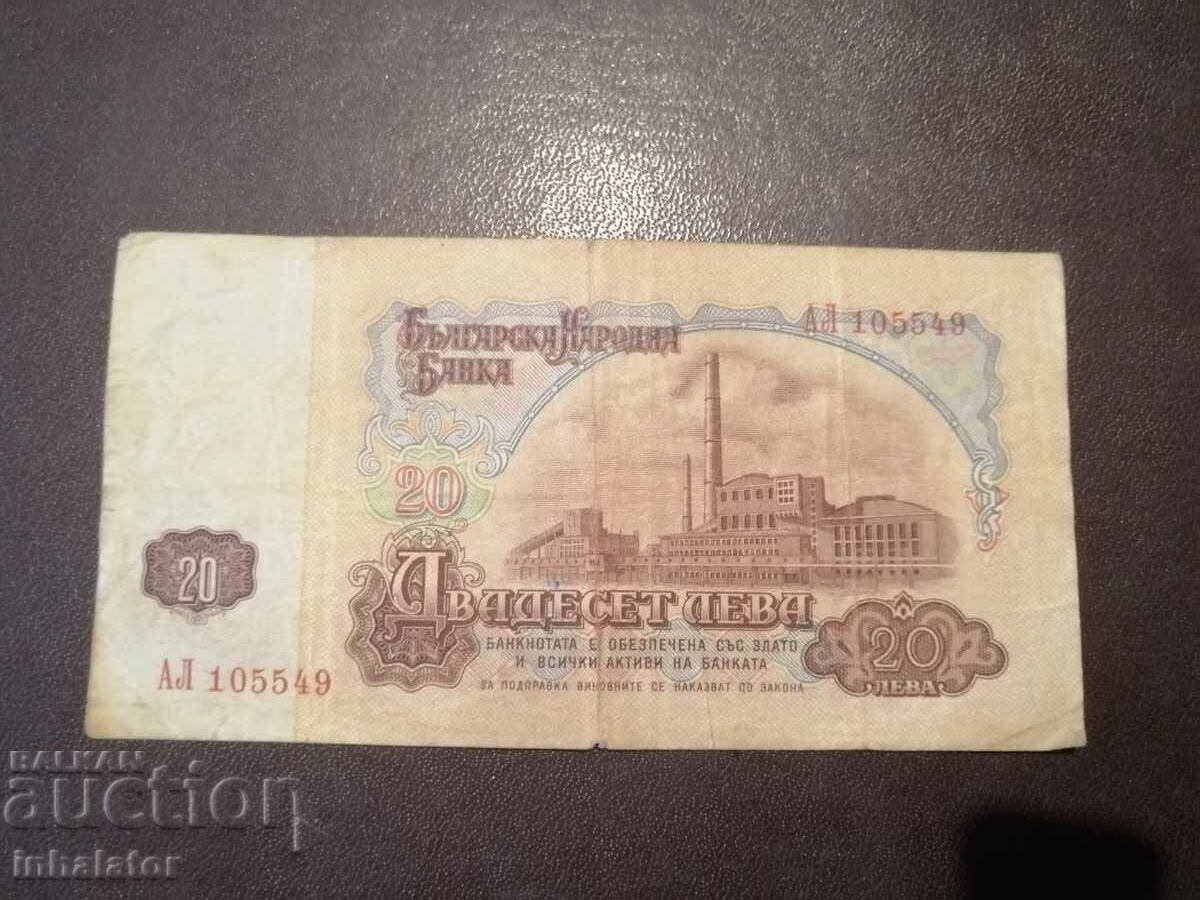 Българска Народна
Банка
АЛ 105549
20
20
Двадесет лева
БАНКНОТАТА Е ОБЕЗПЕЧЕНА СЪС ЗЛАТО
И ВСИЧКИ АКТИВИ НА БАНКАТА
ЗА ПОДПРАВКА ВИНОВНИТЕ СЕ НАКАЗВАТ ПО ЗАКОНА
20
ЛЕВА
АЛ 105549
BALKAN
auction
inhalator